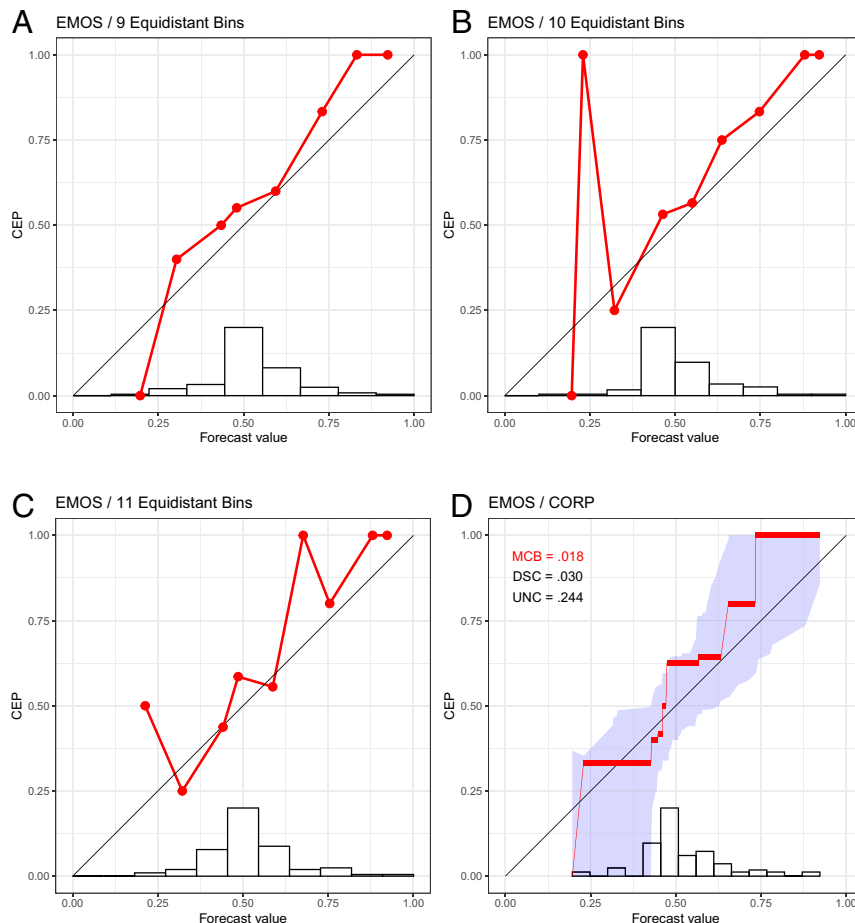 A EMOS / 9 Equidistant Bins
1.00
0.75
0.50
0.25
0.00
CEP
0.00 0.25 0.50 0.75 1.00
Forecast value
B EMOS / 10 Equidistant Bins
1.00
0.75
0.50
0.25
0.00
CEP
0.00 0.25 0.50 0.75 1.00
Forecast value
C EMOS / 11 Equidistant Bins
1.00
0.75
0.50
0.25
0.00
CEP
0.00 0.25 0.50 0.75 1.00
Forecast value
D EMOS / CORP
MCB = .018
DSC = .030
UNC = .244
1.00
0.75
0.50
0.25
0.00
CEP
0.00 0.25 0.50 0.75 1.00
Forecast value